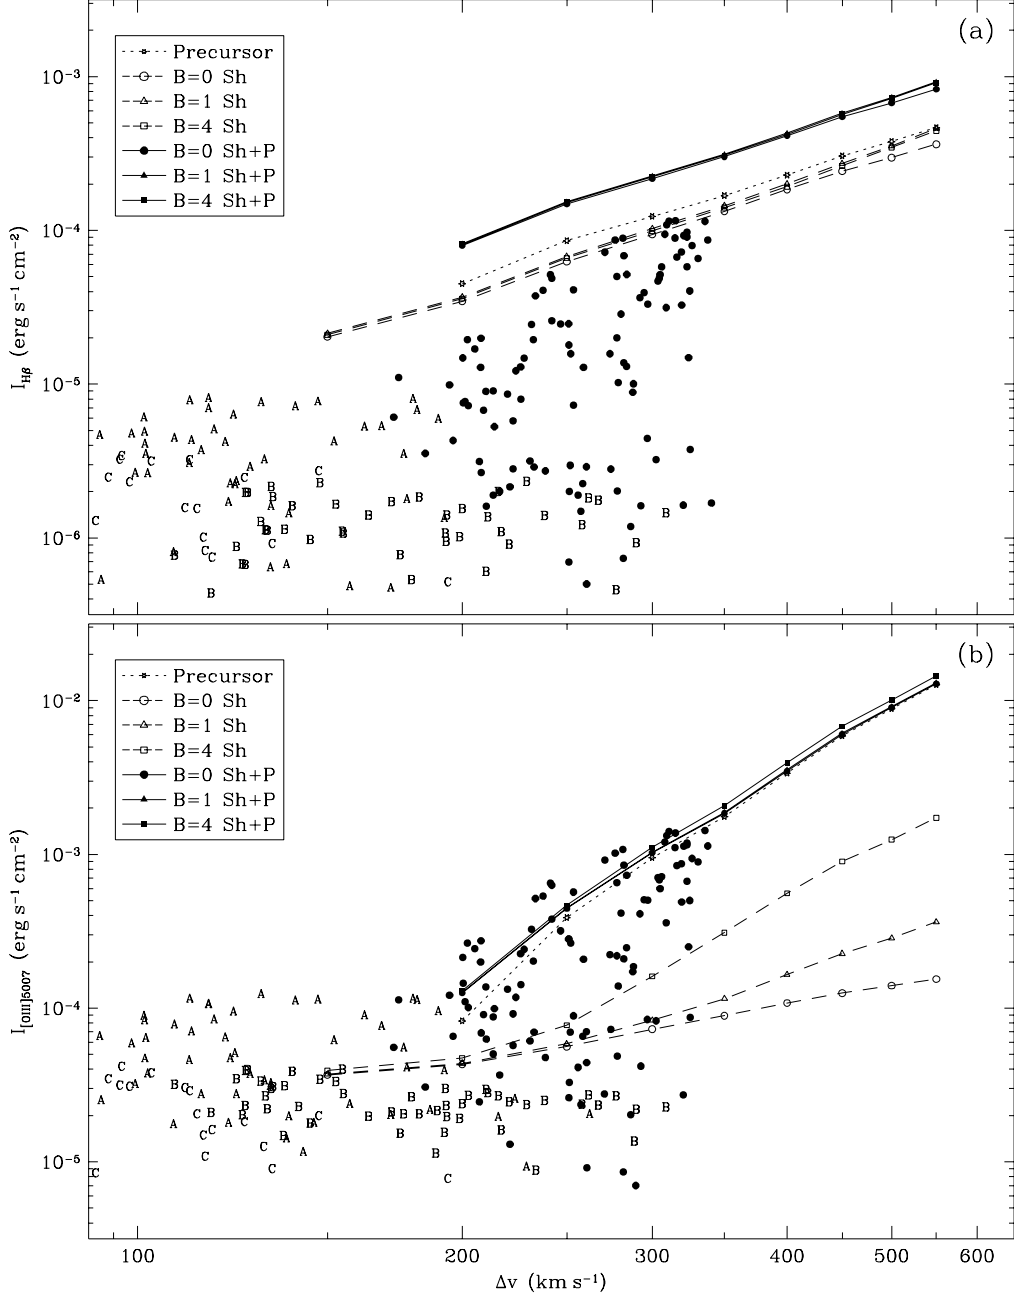 (a)
Precursor
B=0 Sh
B=1 Sh
B=4 Sh
B=0 Sh+P
B=1 Sh+P
B=4 Sh+P
10⁻³
10⁻⁴
10⁻⁵
10⁻⁶
I_Hβ (erg s⁻¹ cm⁻²)
(b)
Precursor
B=0 Sh
B=1 Sh
B=4 Sh
B=0 Sh+P
B=1 Sh+P
B=4 Sh+P
10⁻²
10⁻³
10⁻⁴
10⁻⁵
I_[OIII]5007 (erg s⁻¹ cm⁻²)
100 200 300 400 500 600
Δv (km s⁻¹)